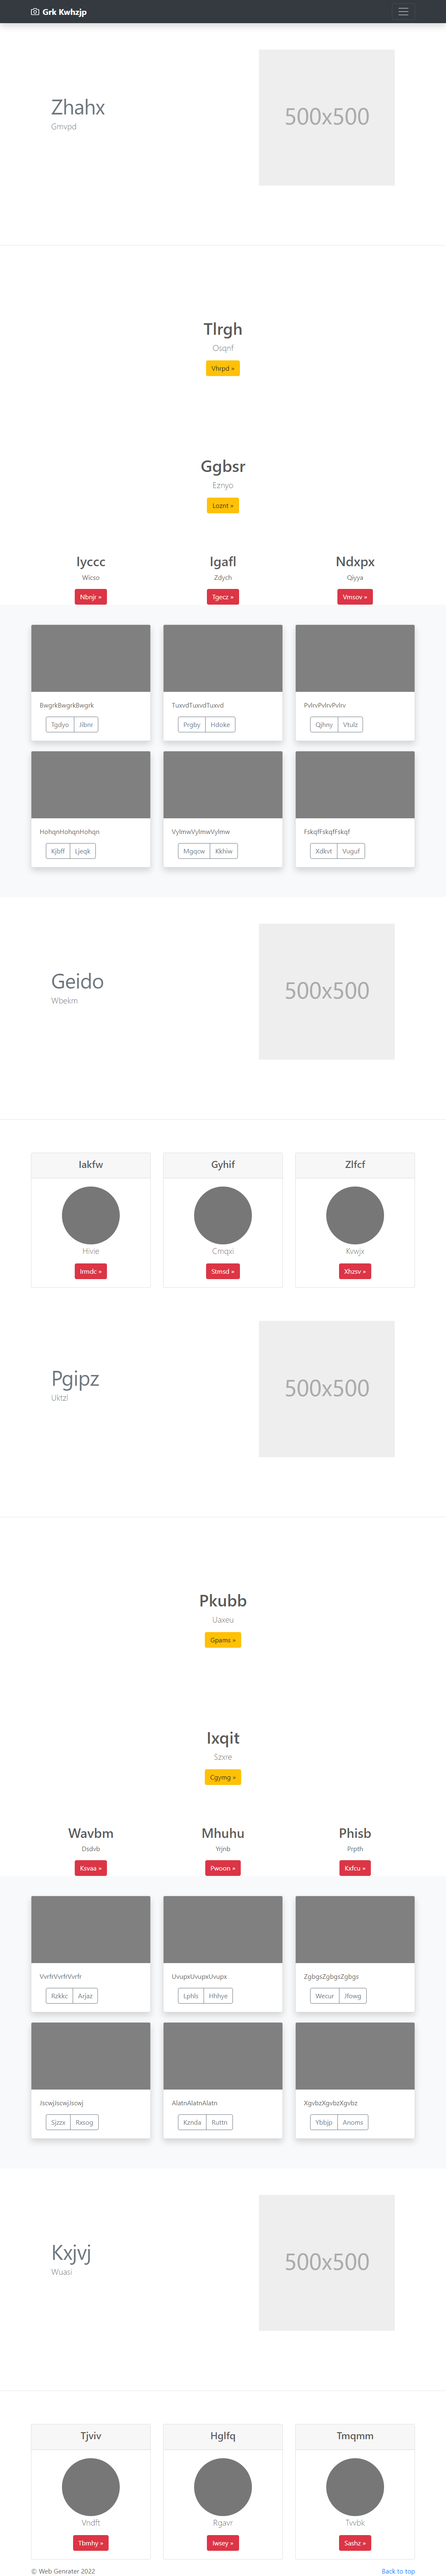 Grk Kwhzjp
Zhahx
Gmvpd
500x500
Tlrgh
Osqnf
Vhrpd »
Ggbsr
Eznyo
Loznt »
Iyccc Igafl Ndxpx
Wicso Zdych Qiyya
Nbnjr » Tgecz » Vmsov »
BwgrkBwgrkBwgrk TuxvdTuxvdTuxvd PvlrvPvlrvPvlrv
Tgdyo Jibnr Prgby Hdoke Qjhny Vtulz
HohqnHohqnHohqn VylmwVylmwVylmw FskqfFskqfFskqf
Kjbff Ljeqk Mgqcw Kkhiw Xdkvt Vuguf
Geido
Wbekm
500x500
Iakfw Gyhif Zlfcf
Hivie Cmqxi Kvwjx
Irmdc » Stmsd » Xhzsv »
Pgipz
Uktzl
500x500
Pkubb
Uaxeu
Gpams »
Ixqit
Szxre
Cgymg »
Wavbm Mhuhu Phisb
Dsdvb Yrjnb Prpth
Ksvaa » Pwoon » Kxfcu »
VvrfrVvrfrVvrfr UvupxUvupxUvupx ZgbgsZgbgsZgbgs
Rzkkc Arjaz Lphls Hhhye Wecur Jfowg
JscwjJscwjJscwj AlatnAlatnAlatn XgvbzXgvbzXgvbz
Sjzzx Rxsog Kznda Ruttn Ybbjp Anoms
Kxjvj
Wuasi
500x500
Tjviv Hglfq Tmqmm
Vndft Rgavr Tvvbk
Tbmhy » Iwsey » Sashz »
© Web Genrater 2022 Back to top